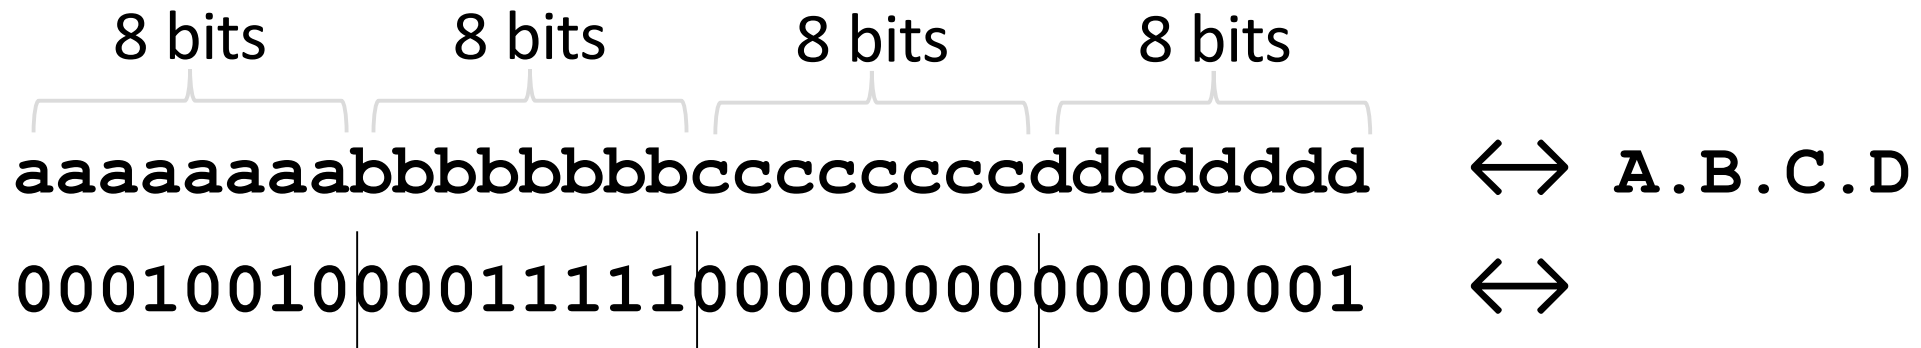 8 bits 8 bits 8 bits 8 bits
aaaaaaaabbbbbbbbccccccccdddddddd ↔ A.B.C.D
00010010000111110000000000000001 ↔